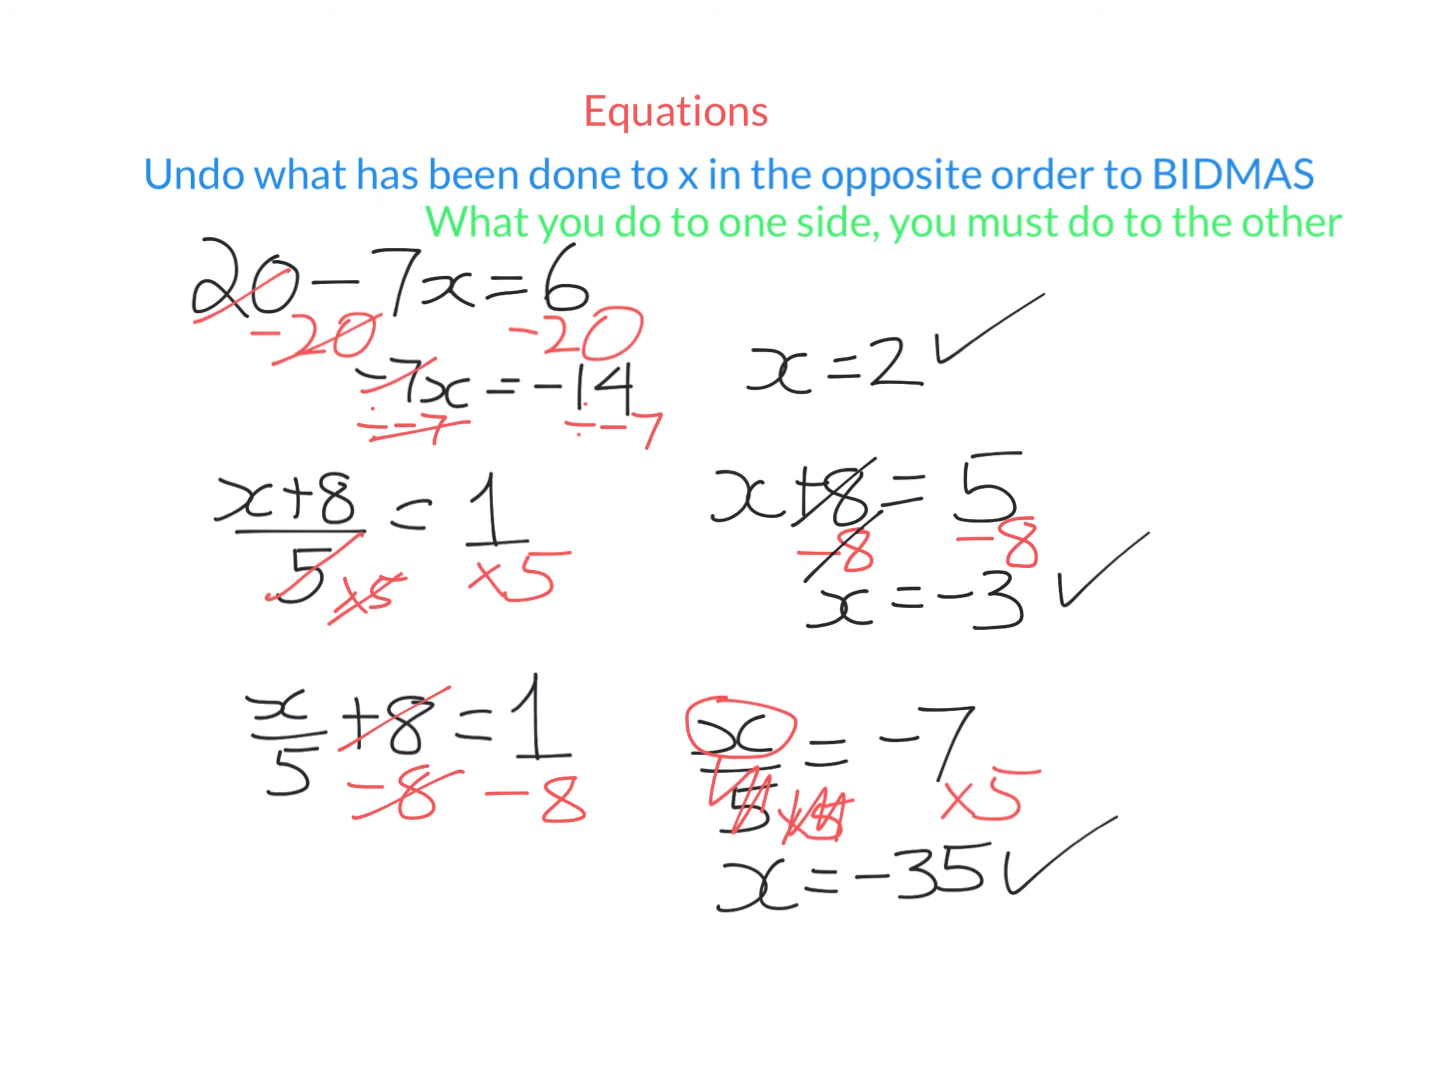 Equations
Undo what has been done to x in the opposite order to BIDMAS
What you do to one side, you must do to the other
20 - 7x = 6
-20 -20
-7x = -14
÷-7 ÷-7
x = 2 ✓
x+8/5 = 1
×5 ×5
x+8 = 5
-8 -8
x = -3 ✓
x/5 +8 = 1
-8 -8
x/5 = -7
×5 ×5
x = -35 ✓